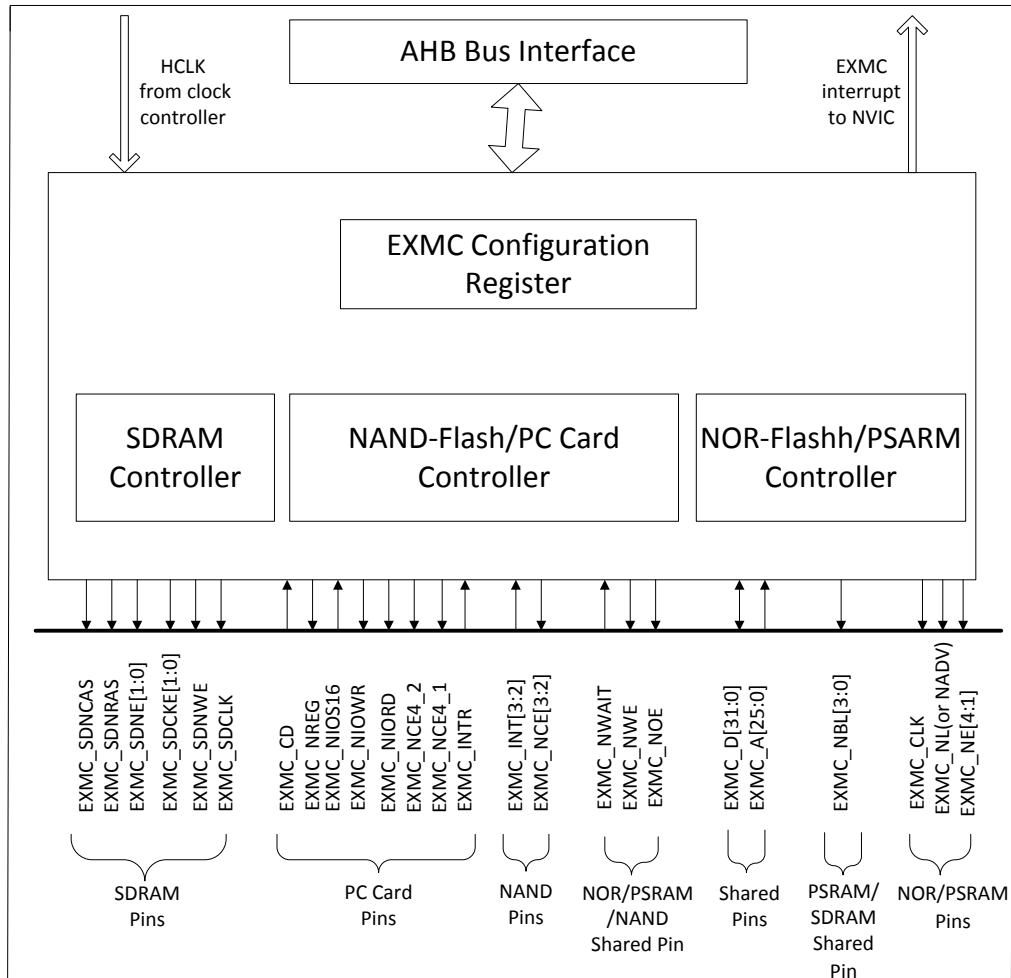 HCLK
from clock
controller
AHB Bus Interface
EXMC
interrupt
to NVIC
EXMC Configuration
Register
SDRAM
Controller
NAND-Flash/PC Card
Controller
NOR-Flashh/PSARM
Controller
EXMC_SDNCAS
EXMC_SDNRAS
EXMC_SDNE[1:0]
EXMC_SDCKE[1:0]
EXMC_SDNWE
EXMC_SDCLK
EXMC_CD
EXMC_NREG
EXMC_NIOS16
EXMC_NIOWR
EXMC_NIORD
EXMC_NCE4_2
EXMC_NCE4_1
EXMC_INTR
EXMC_INT[3:2]
EXMC_NCE[3:2]
EXMC_NWAIT
EXMC_NWE
EXMC_NOE
EXMC_D[31:0]
EXMC_A[25:0]
EXMC_NBL[3:0]
EXMC_CLK
EXMC_NL(or NADV)
EXMC_NE[4:1]
SDRAM
Pins
PC Card
Pins
NAND
Pins
NOR/PSRAM
/NAND
Shared Pin
Shared
Pins
PSRAM/
SDRAM
Shared
Pin
NOR/PSRAM
Pins